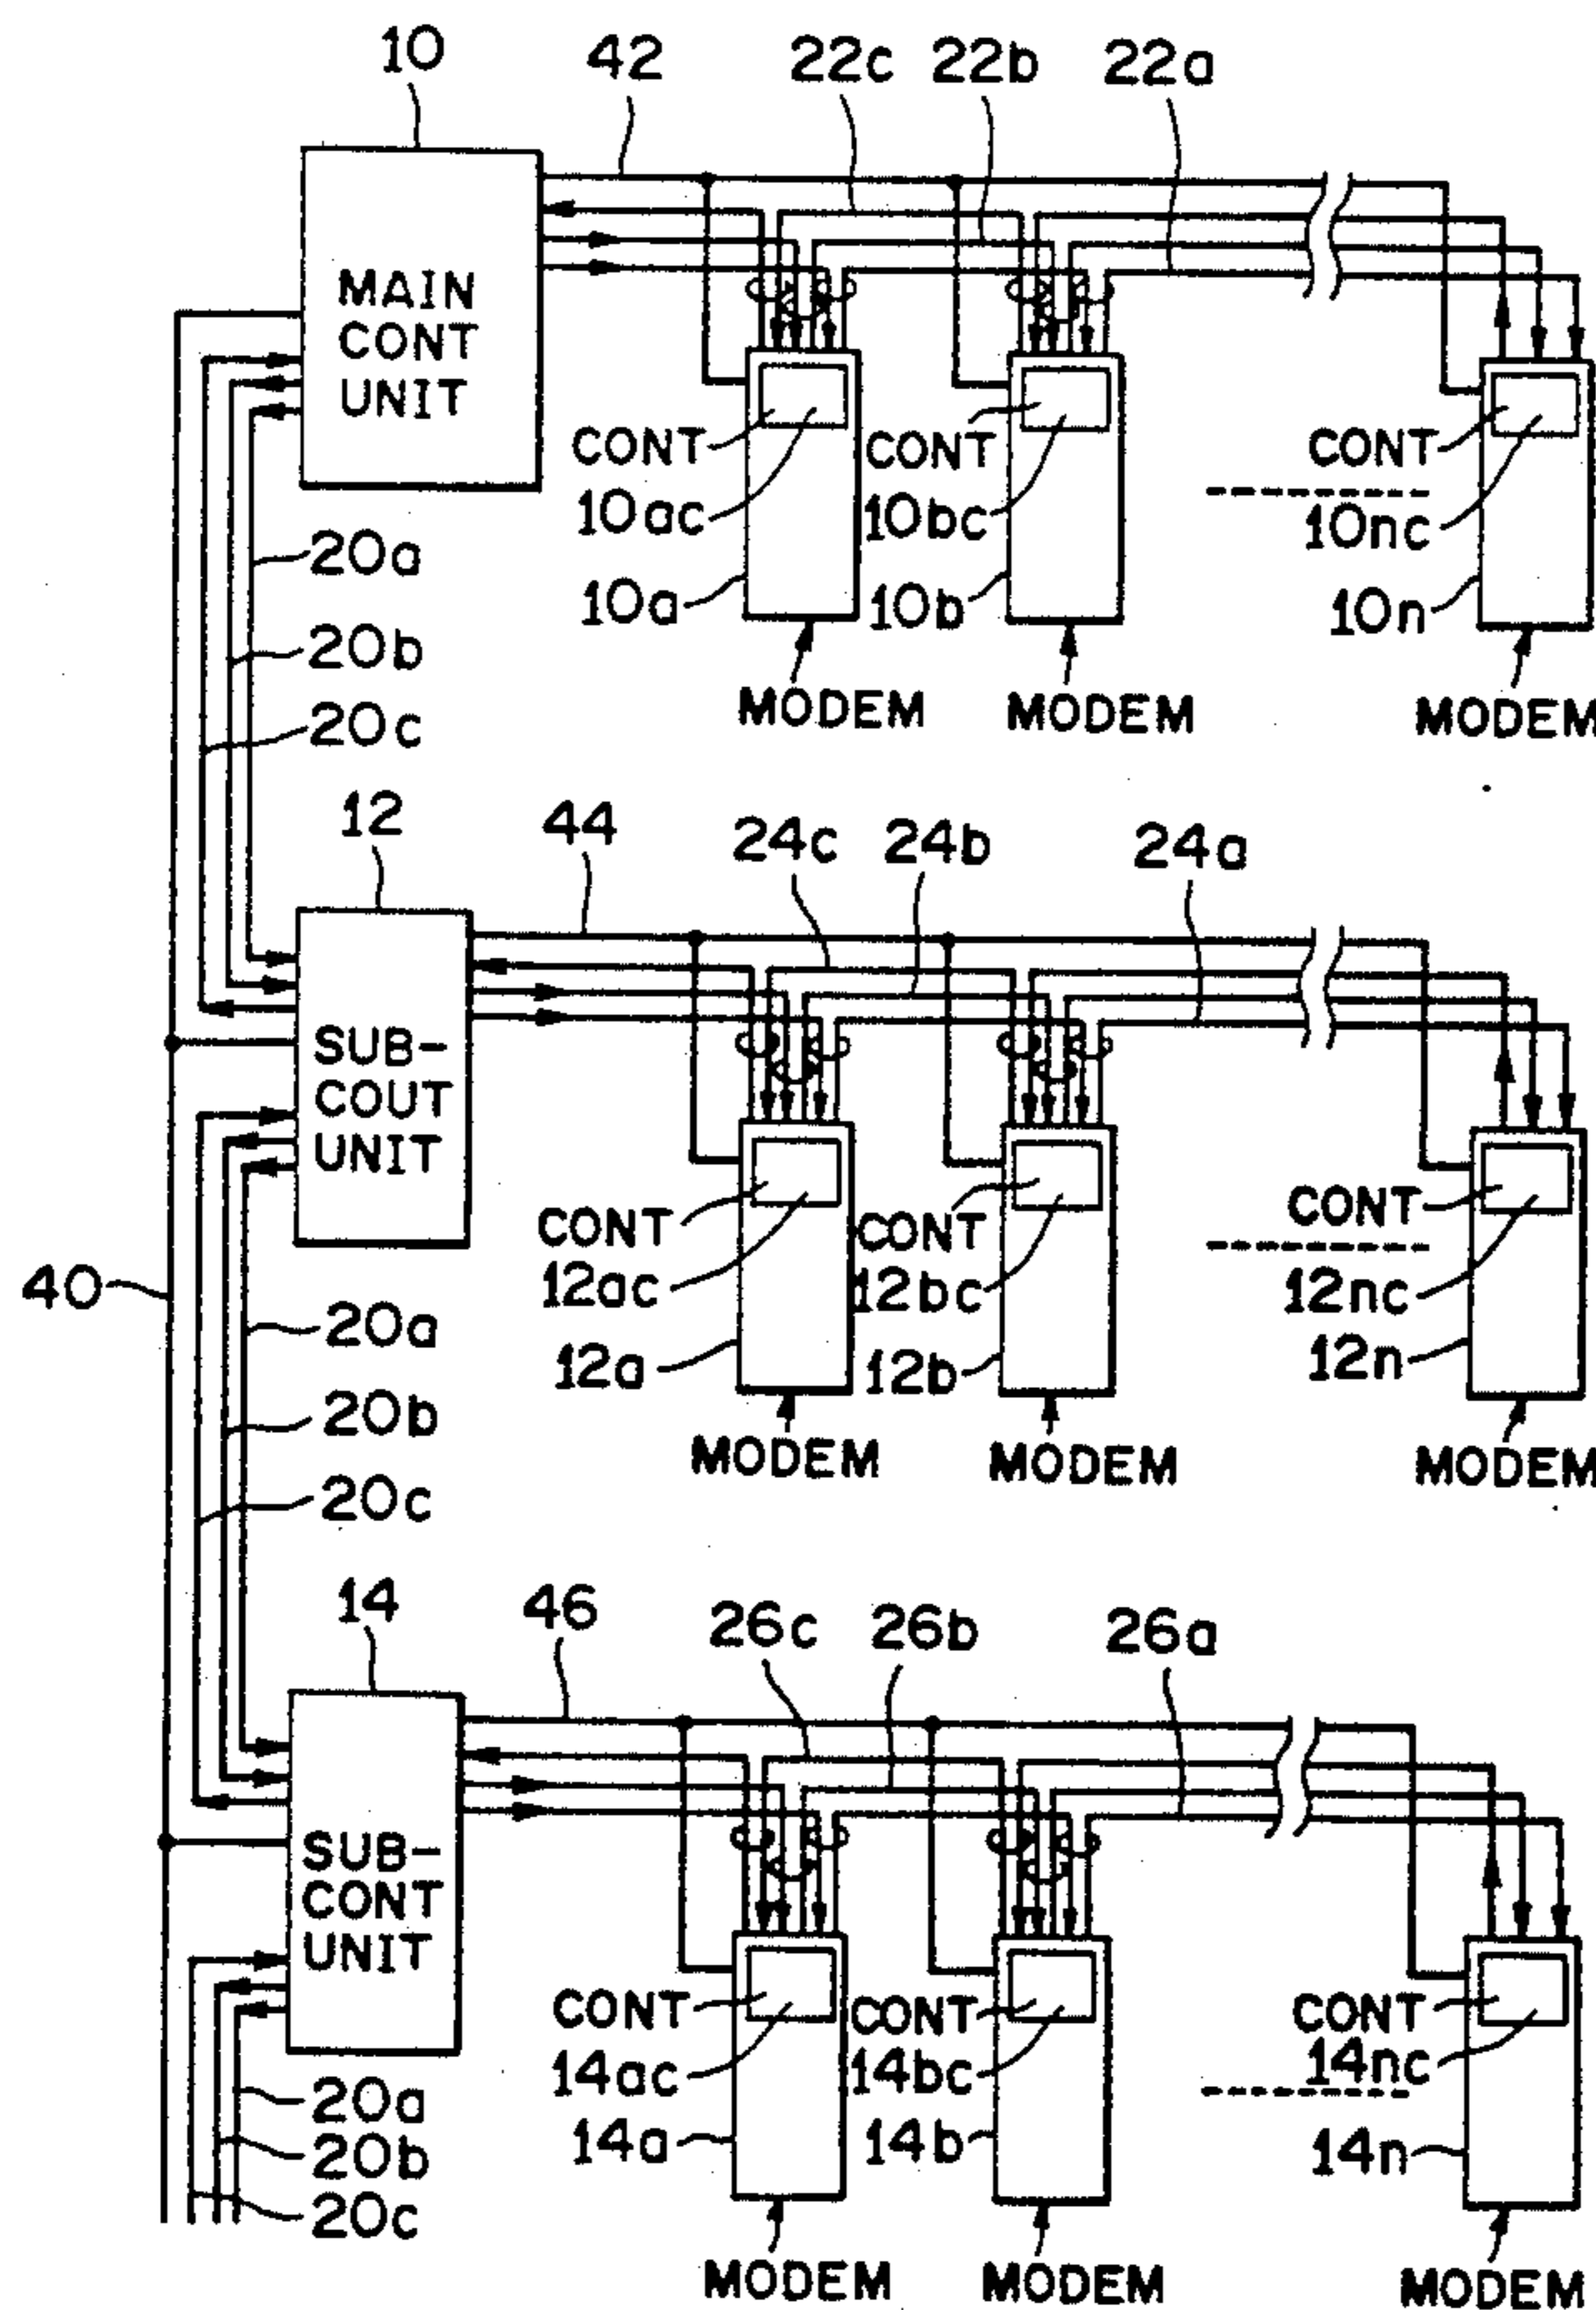 10 42 22c 22b 22a
MAIN
CONT
UNIT
CONT CONT CONT
10ac 10bc 10nc
20a
10a 10b 10n
20b
MODEM MODEM MODEM
20c
12 44 24c 24b 24a
SUB-
COUT
UNIT
CONT CONT CONT
12ac 12bc 12nc
40
20a
12a 12b 12n
20b
MODEM MODEM MODEM
20c
14 46 26c 26b 26a
SUB-
CONT
UNIT
CONT CONT CONT
14ac 14bc 14nc
20a
14a 14b 14n
20b
20c
MODEM MODEM MODEM